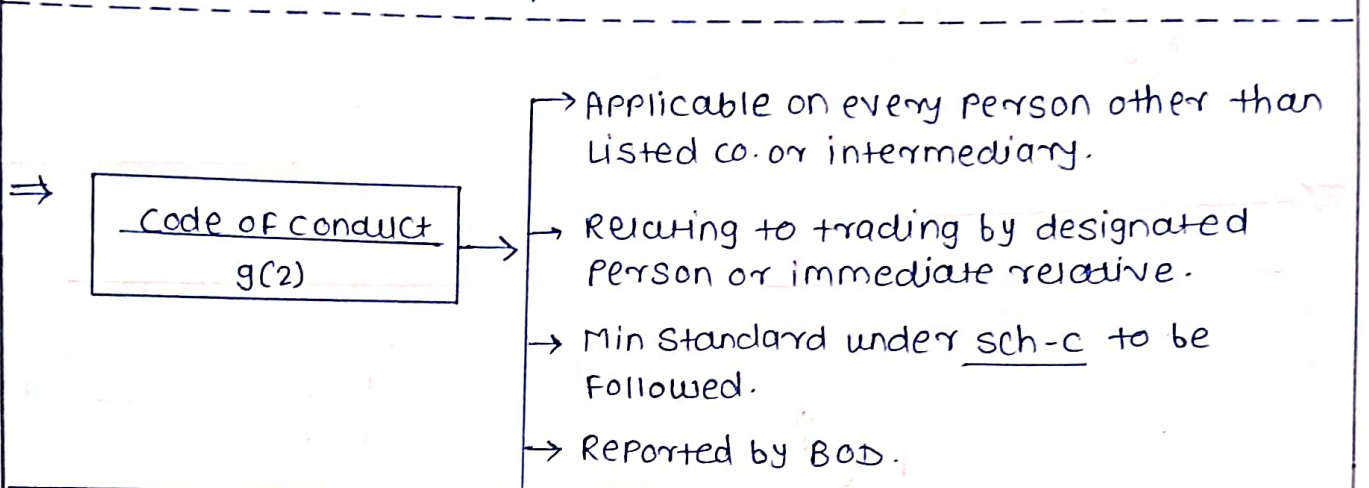 Applicable on every person other than
Listed co. or intermediary.
⇒ Code of conduct
9(2)
→ Relating to trading by designated
person or immediate relative.
→ Min Standard under sch-c to be
Followed.
→ Reported by BOD.